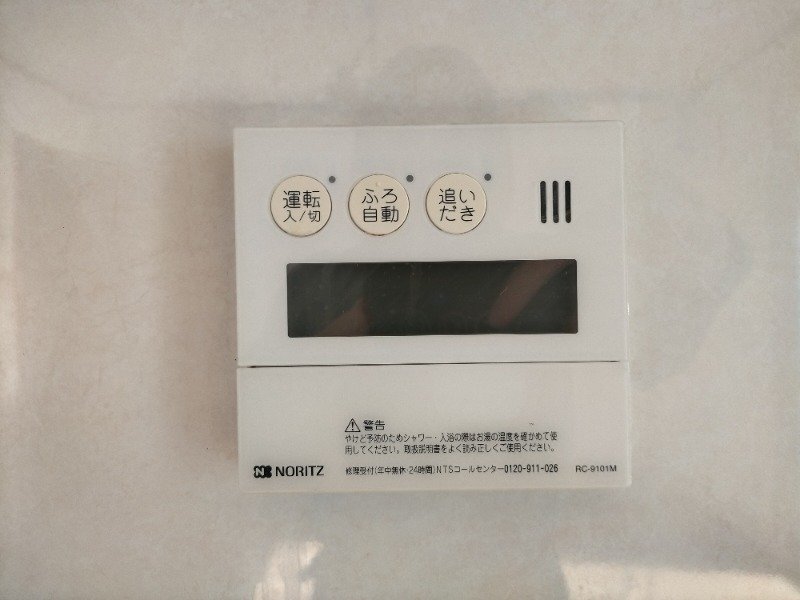 運転
入/切
ふろ
自動
追い
だき
警告
やけど予防のためシャワー・入浴の際はお湯の温度を確かめて使
用してください。取扱説明書をよく読み正しくご使用ください。
NORITZ
修理受付(年中無休・24時間)NTSコールセンター0120-911-026
RC-9101M